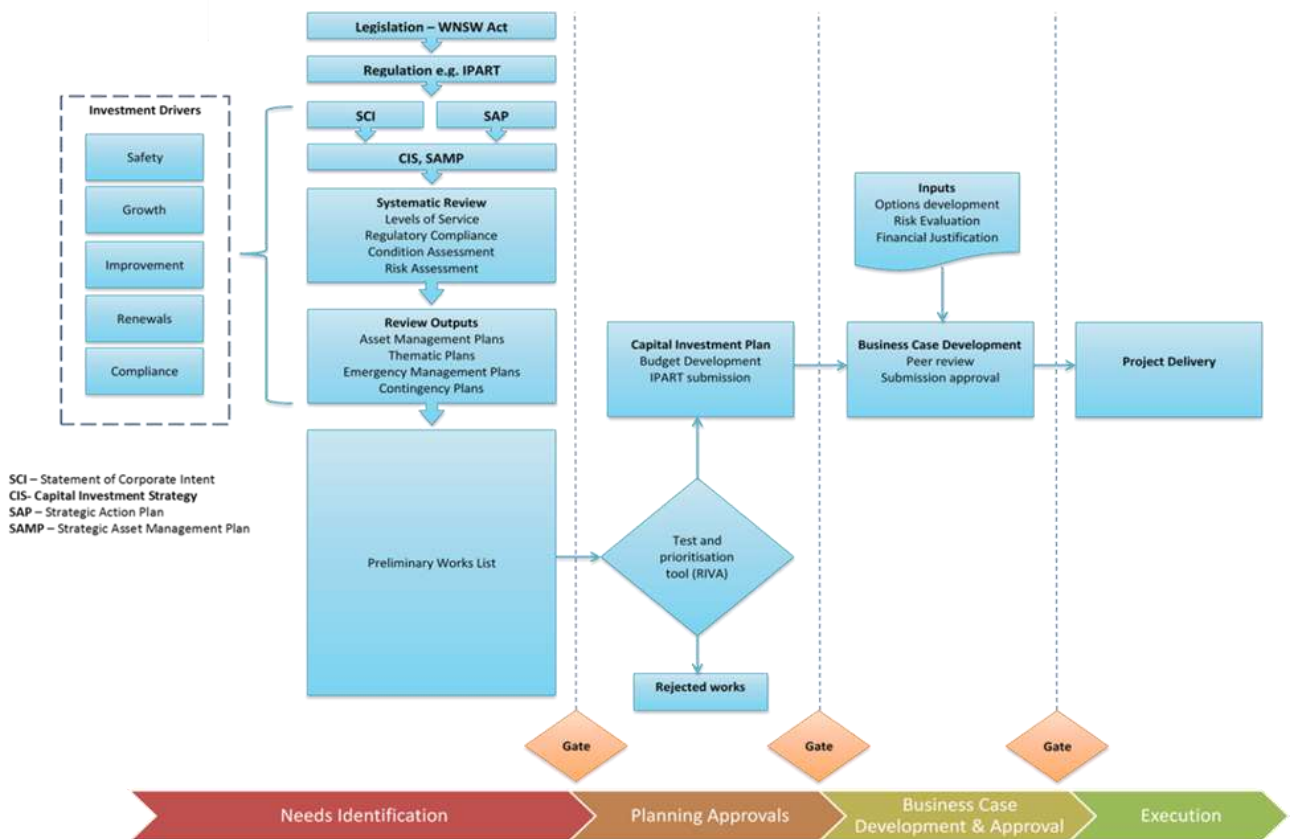 Legislation – WNSW Act
Regulation e.g. IPART
SCI
SAP
CIS, SAMP
Systematic Review
Levels of Service
Regulatory Compliance
Condition Assessment
Risk Assessment
Review Outputs
Asset Management Plans
Thematic Plans
Emergency Management Plans
Contingency Plans
Preliminary Works List
Investment Drivers
Safety
Growth
Improvement
Renewals
Compliance
SCI – Statement of Corporate Intent
CIS- Capital Investment Strategy
SAP – Strategic Action Plan
SAMP – Strategic Asset Management Plan
Capital Investment Plan
Budget Development
IPART submission
Test and
prioritisation
tool (RIVA)
Rejected works
Inputs
Options development
Risk Evaluation
Financial Justification
Business Case Development
Peer review
Submission approval
Project Delivery
Gate
Gate
Gate
Needs Identification
Planning Approvals
Business Case
Development & Approval
Execution